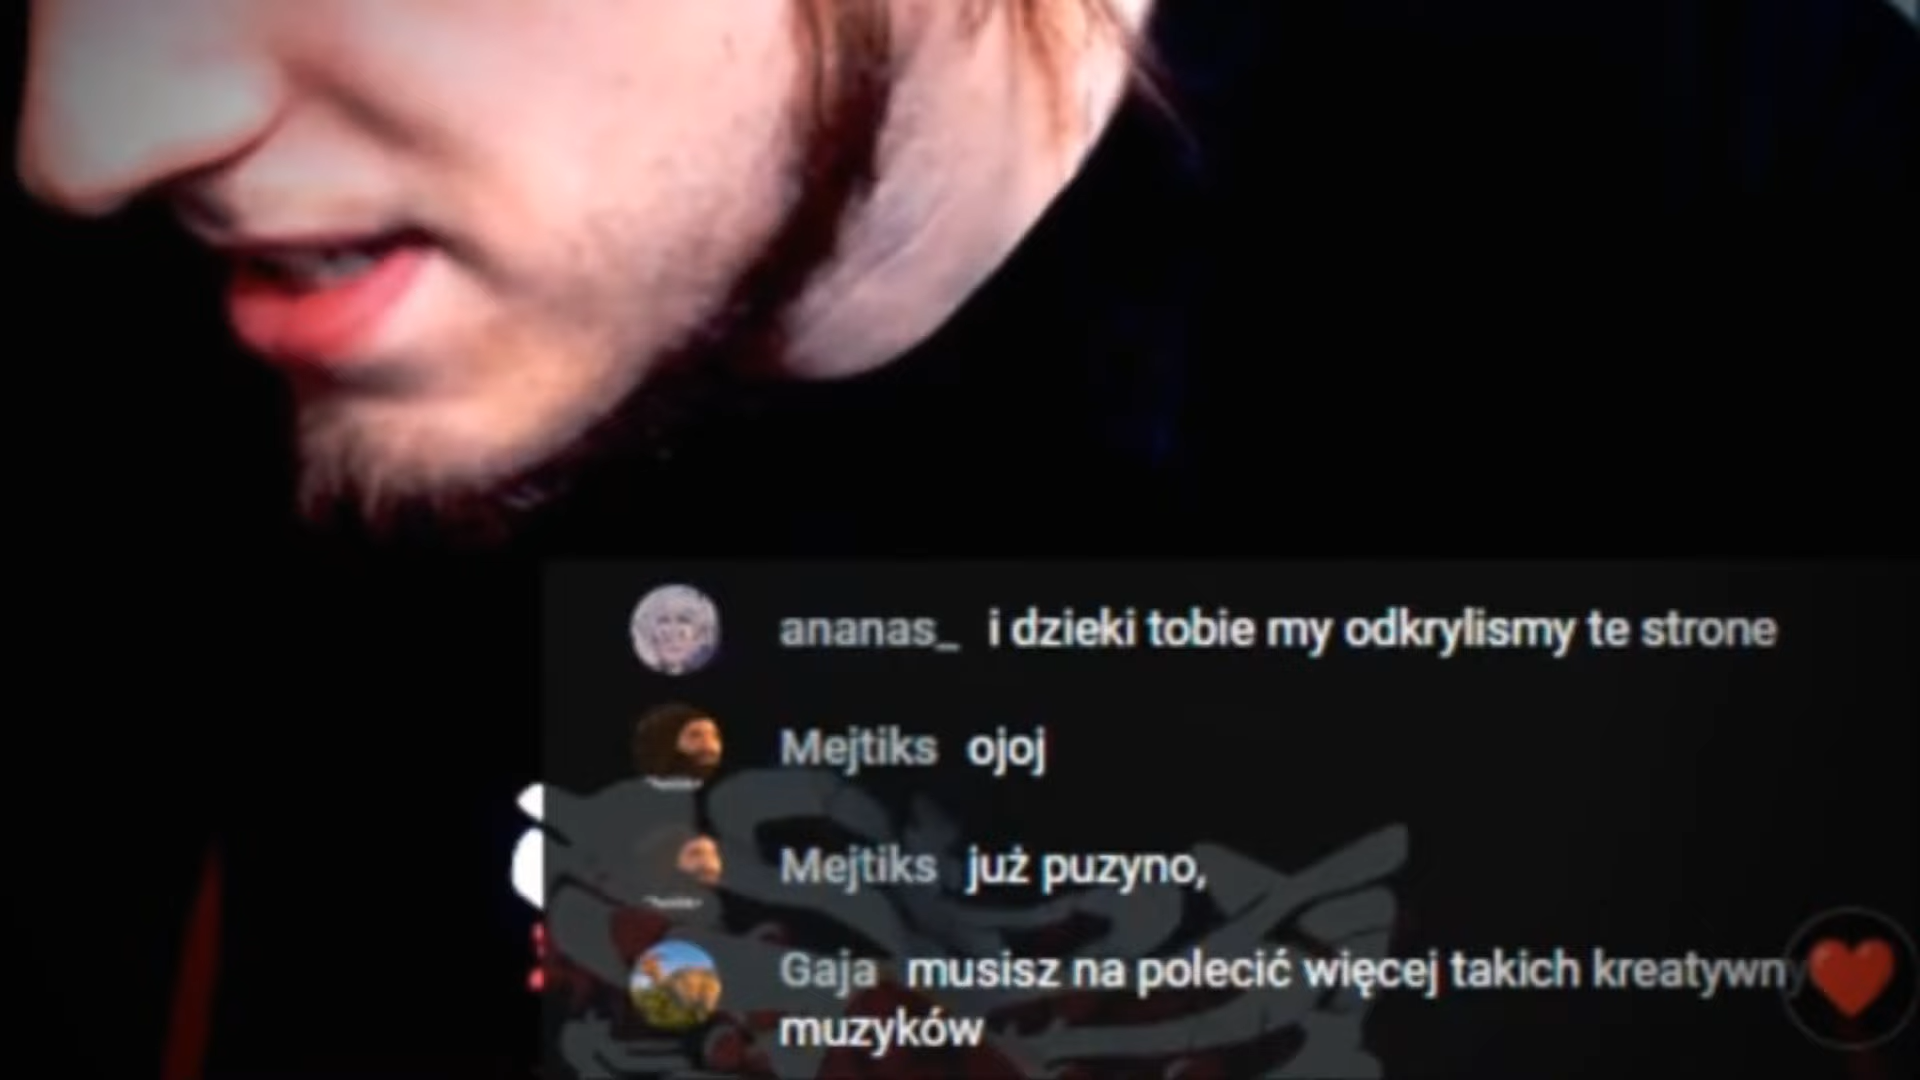 ananas_ i dzieki tobie my odkrylismy te strone
Mejtiks ojoj
Mejtiks już puzyno,
Gaja musisz na polecić więcej takich kreatywny
muzyków